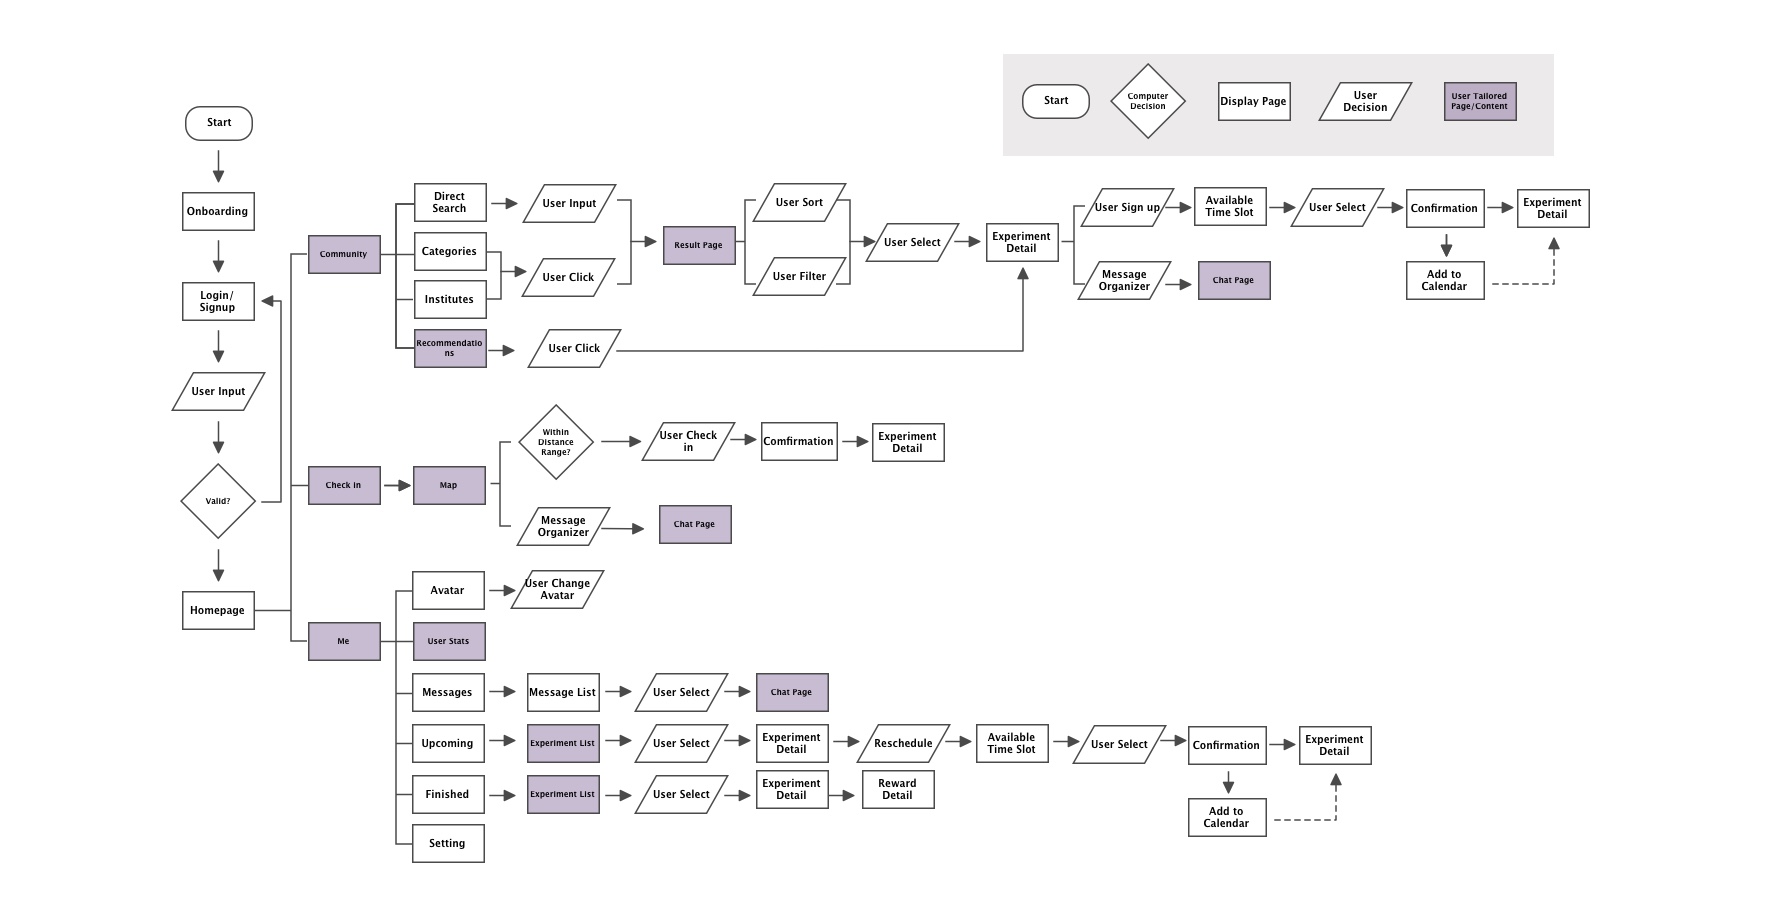 Start
Computer
Decision
Display Page
User
Decision
User Tailored
Page/Content
Start
Onboarding
Login/
Signup
User Input
Valid?
Homepage
Community
Direct
Search
User Input
Categories
Institutes
User Click
Recommendatio
ns
User Click
Result Page
User Sort
User Filter
User Select
Experiment
Detail
User Sign up
Available
Time Slot
User Select
Confirmation
Experiment
Detail
Add to
Calendar
Message
Organizer
Chat Page
Check in
Map
Within
Distance
Range?
User Check
in
Comfirmation
Experiment
Detail
Message
Organizer
Chat Page
Me
Avatar
User Change
Avatar
User Stats
Messages
Message List
User Select
Chat Page
Upcoming
Experiment List
User Select
Experiment
Detail
Reschedule
Available
Time Slot
User Select
Confirmation
Experiment
Detail
Add to
Calendar
Finished
Experiment List
User Select
Experiment
Detail
Reward
Detail
Setting